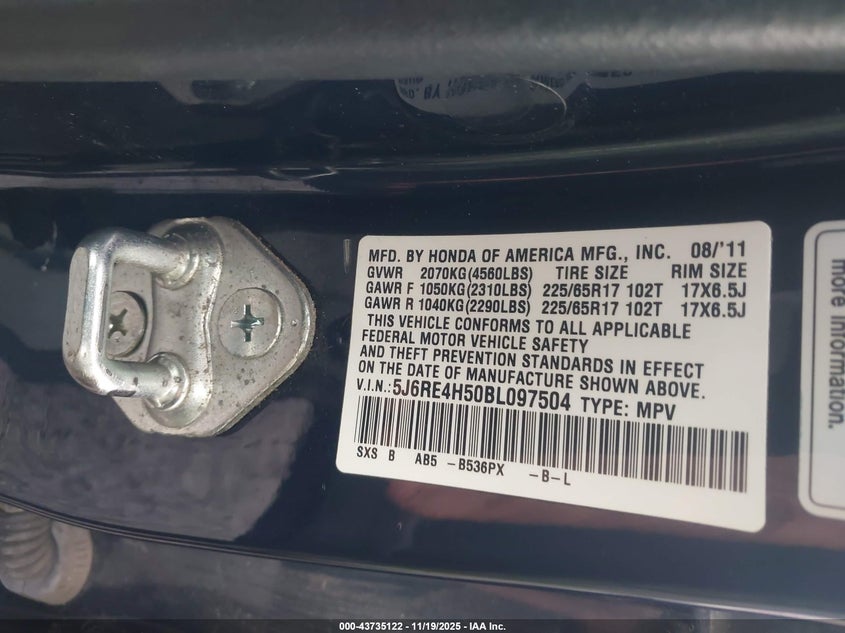 MFD. BY HONDA OF AMERICA MFG., INC. 08/'11
GVWR 2070KG(4560LBS) TIRE SIZE RIM SIZE
GAWR F 1050KG(2310LBS) 225/65R17 102T 17X6.5J
GAWR R 1040KG(2290LBS) 225/65R17 102T 17X6.5J
THIS VEHICLE CONFORMS TO ALL APPLICABLE
FEDERAL MOTOR VEHICLE SAFETY
AND THEFT PREVENTION STANDARDS IN EFFECT
ON THE DATE OF MANUFACTURE SHOWN ABOVE.
V.I.N.: 5J6RE4H50BL097504 TYPE: MPV
SXS B AB5 -B536PX -B-L
more information.
000-43735122 - 11/19/2025 - IAA Inc.